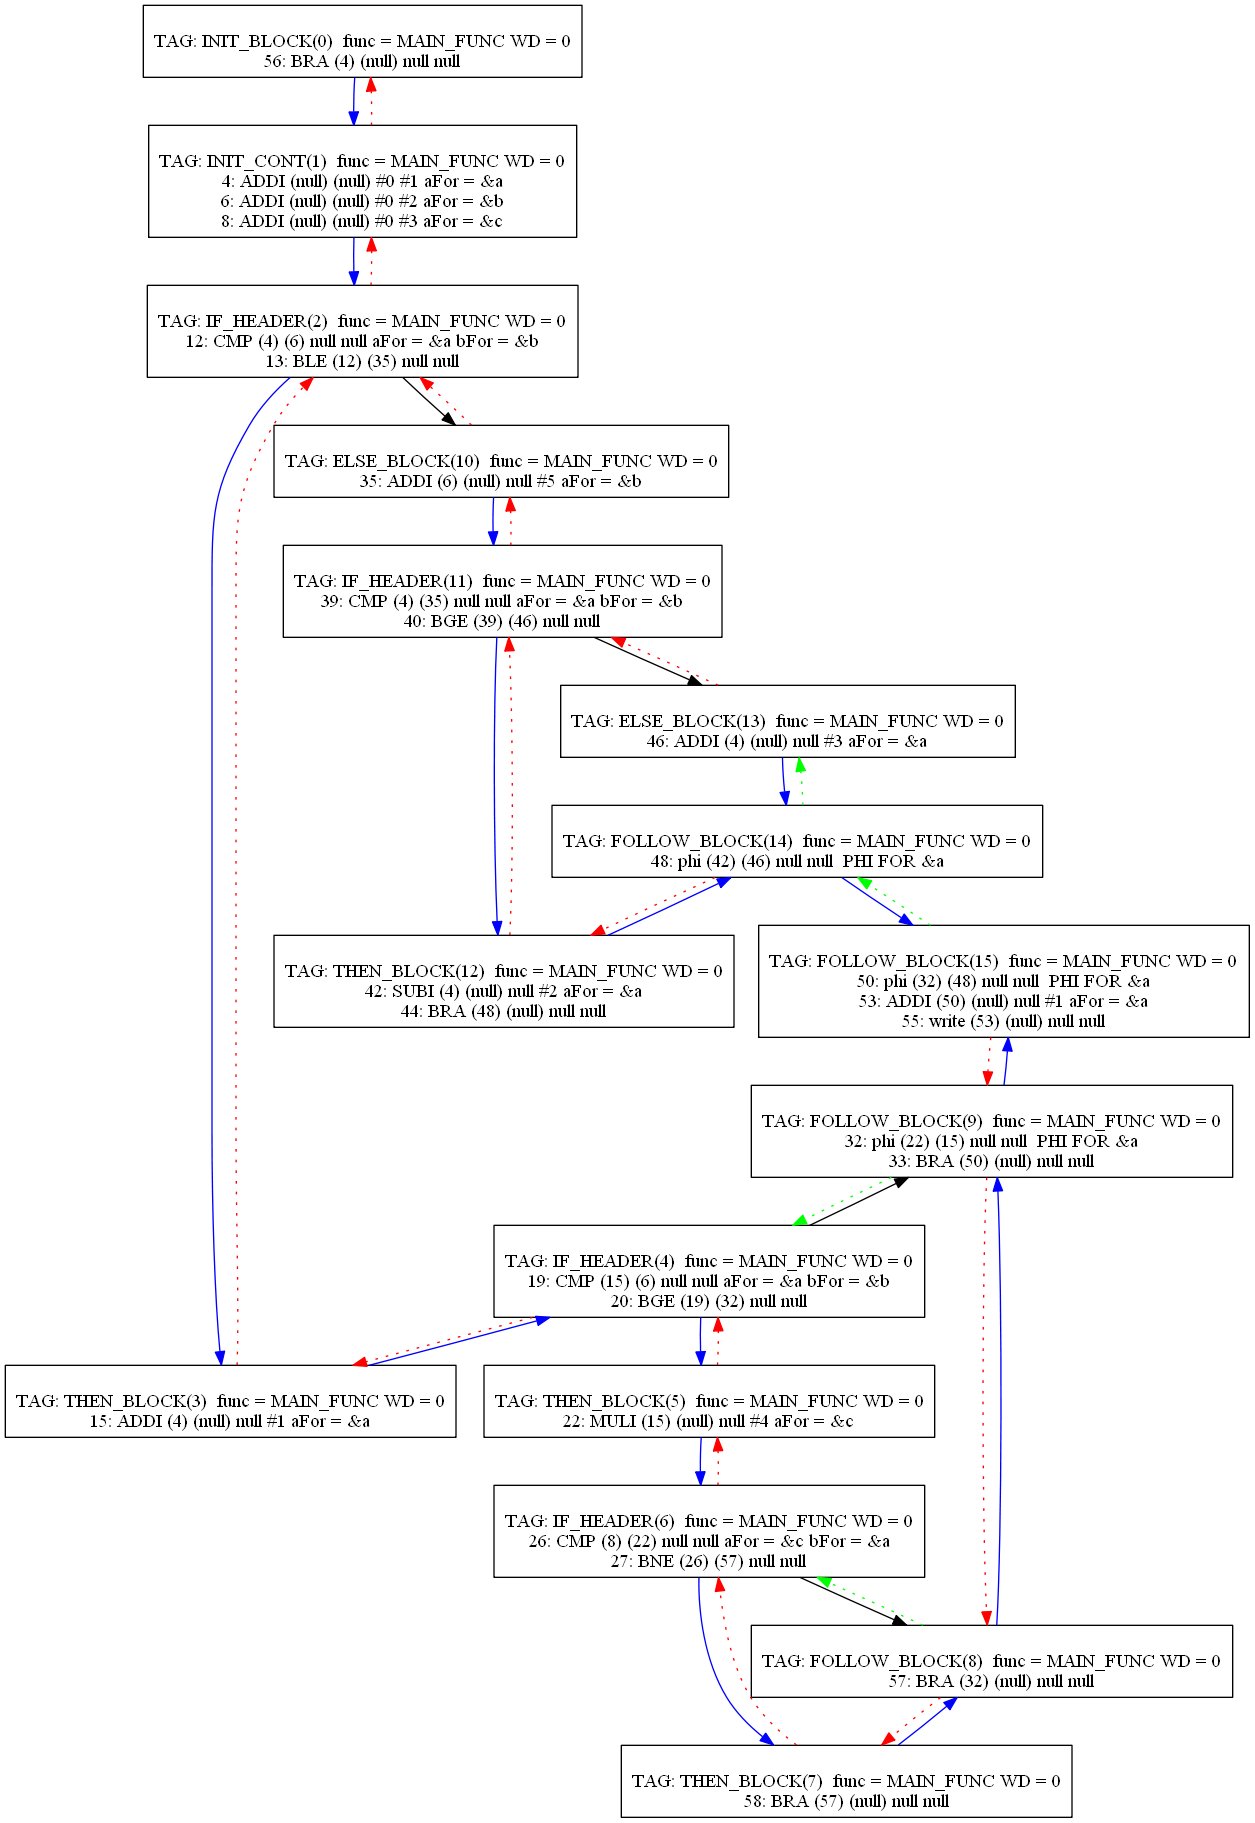 TAG: INIT_BLOCK(0)  func = MAIN_FUNC WD = 0
56: BRA (4) (null) null null
TAG: INIT_CONT(1)  func = MAIN_FUNC WD = 0
4: ADDI (null) (null) #0 #1 aFor = &a
6: ADDI (null) (null) #0 #2 aFor = &b
8: ADDI (null) (null) #0 #3 aFor = &c
TAG: IF_HEADER(2)  func = MAIN_FUNC WD = 0
12: CMP (4) (6) null null aFor = &a bFor = &b
13: BLE (12) (35) null null
TAG: ELSE_BLOCK(10)  func = MAIN_FUNC WD = 0
35: ADDI (6) (null) null #5 aFor = &b
TAG: IF_HEADER(11)  func = MAIN_FUNC WD = 0
39: CMP (4) (35) null null aFor = &a bFor = &b
40: BGE (39) (46) null null
TAG: ELSE_BLOCK(13)  func = MAIN_FUNC WD = 0
46: ADDI (4) (null) null #3 aFor = &a
TAG: FOLLOW_BLOCK(14)  func = MAIN_FUNC WD = 0
48: phi (42) (46) null null  PHI FOR &a
TAG: THEN_BLOCK(12)  func = MAIN_FUNC WD = 0
42: SUBI (4) (null) null #2 aFor = &a
44: BRA (48) (null) null null
TAG: FOLLOW_BLOCK(15)  func = MAIN_FUNC WD = 0
50: phi (32) (48) null null  PHI FOR &a
53: ADDI (50) (null) null #1 aFor = &a
55: write (53) (null) null null
TAG: FOLLOW_BLOCK(9)  func = MAIN_FUNC WD = 0
32: phi (22) (15) null null  PHI FOR &a
33: BRA (50) (null) null null
TAG: IF_HEADER(4)  func = MAIN_FUNC WD = 0
19: CMP (15) (6) null null aFor = &a bFor = &b
20: BGE (19) (32) null null
TAG: THEN_BLOCK(3)  func = MAIN_FUNC WD = 0
15: ADDI (4) (null) null #1 aFor = &a
TAG: THEN_BLOCK(5)  func = MAIN_FUNC WD = 0
22: MULI (15) (null) null #4 aFor = &c
TAG: IF_HEADER(6)  func = MAIN_FUNC WD = 0
26: CMP (8) (22) null null aFor = &c bFor = &a
27: BNE (26) (57) null null
TAG: FOLLOW_BLOCK(8)  func = MAIN_FUNC WD = 0
57: BRA (32) (null) null null
TAG: THEN_BLOCK(7)  func = MAIN_FUNC WD = 0
58: BRA (57) (null) null null